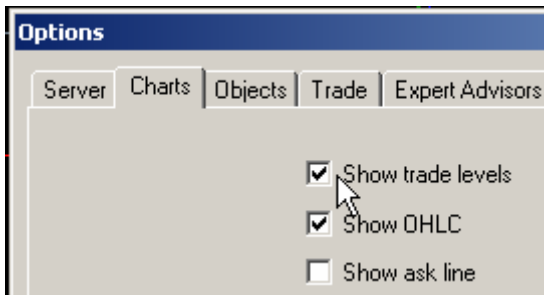 Options
Server Charts Objects Trade Expert Advisors
Show trade levels
Show OHLC
Show ask line